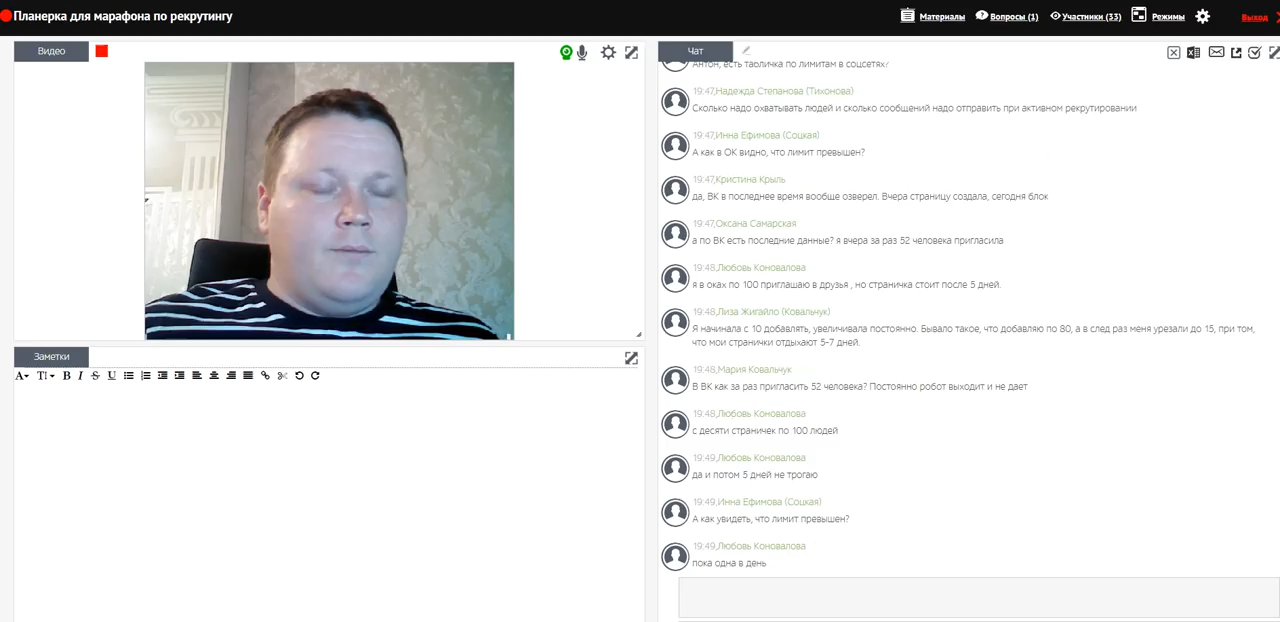 Планерка для марафона по рекрутингу
Материалы
Вопросы (1)
Участники (33)
Режимы
Выход
Видео
Чат
Антон, есть табличка по лимитам в соцсетях?
19:47,Надежда Степанова (Тихонова)
Сколько надо охватывать людей и сколько сообщений надо отправить при активном рекрутировании
19:47,Инна Ефимова (Соцкая)
А как в ОК видно, что лимит превышен?
19:47,Кристина Крыль
да, ВК в последнее время вообще озверел. Вчера страницу создала, сегодня блок
19:47,Оксана Самарская
а по ВК есть последние данные? я вчера за раз 52 человека пригласила
19:48,Любовь Коновалова
я в оках по 100 приглашаю в друзья , но страничка стоит после 5 дней.
19:48,Лиза Жигайло (Ковальчук)
Я начинала с 10 добавлять, увеличивала постоянно. Бывало такое, что добавляю по 80, а в след раз меня урезали до 15, при том,
что мои странички отдыхают 5-7 дней.
19:48,Мария Ковальчук
В ВК как за раз пригласить 52 человека? Постоянно робот выходит и не дает
19:48,Любовь Коновалова
с десяти страничек по 100 людей
19:49,Любовь Коновалова
да и потом 5 дней не трогаю
19:49,Инна Ефимова (Соцкая)
А как увидеть, что лимит превышен?
19:49,Любовь Коновалова
пока одна в день
Заметки
A TI B I S U